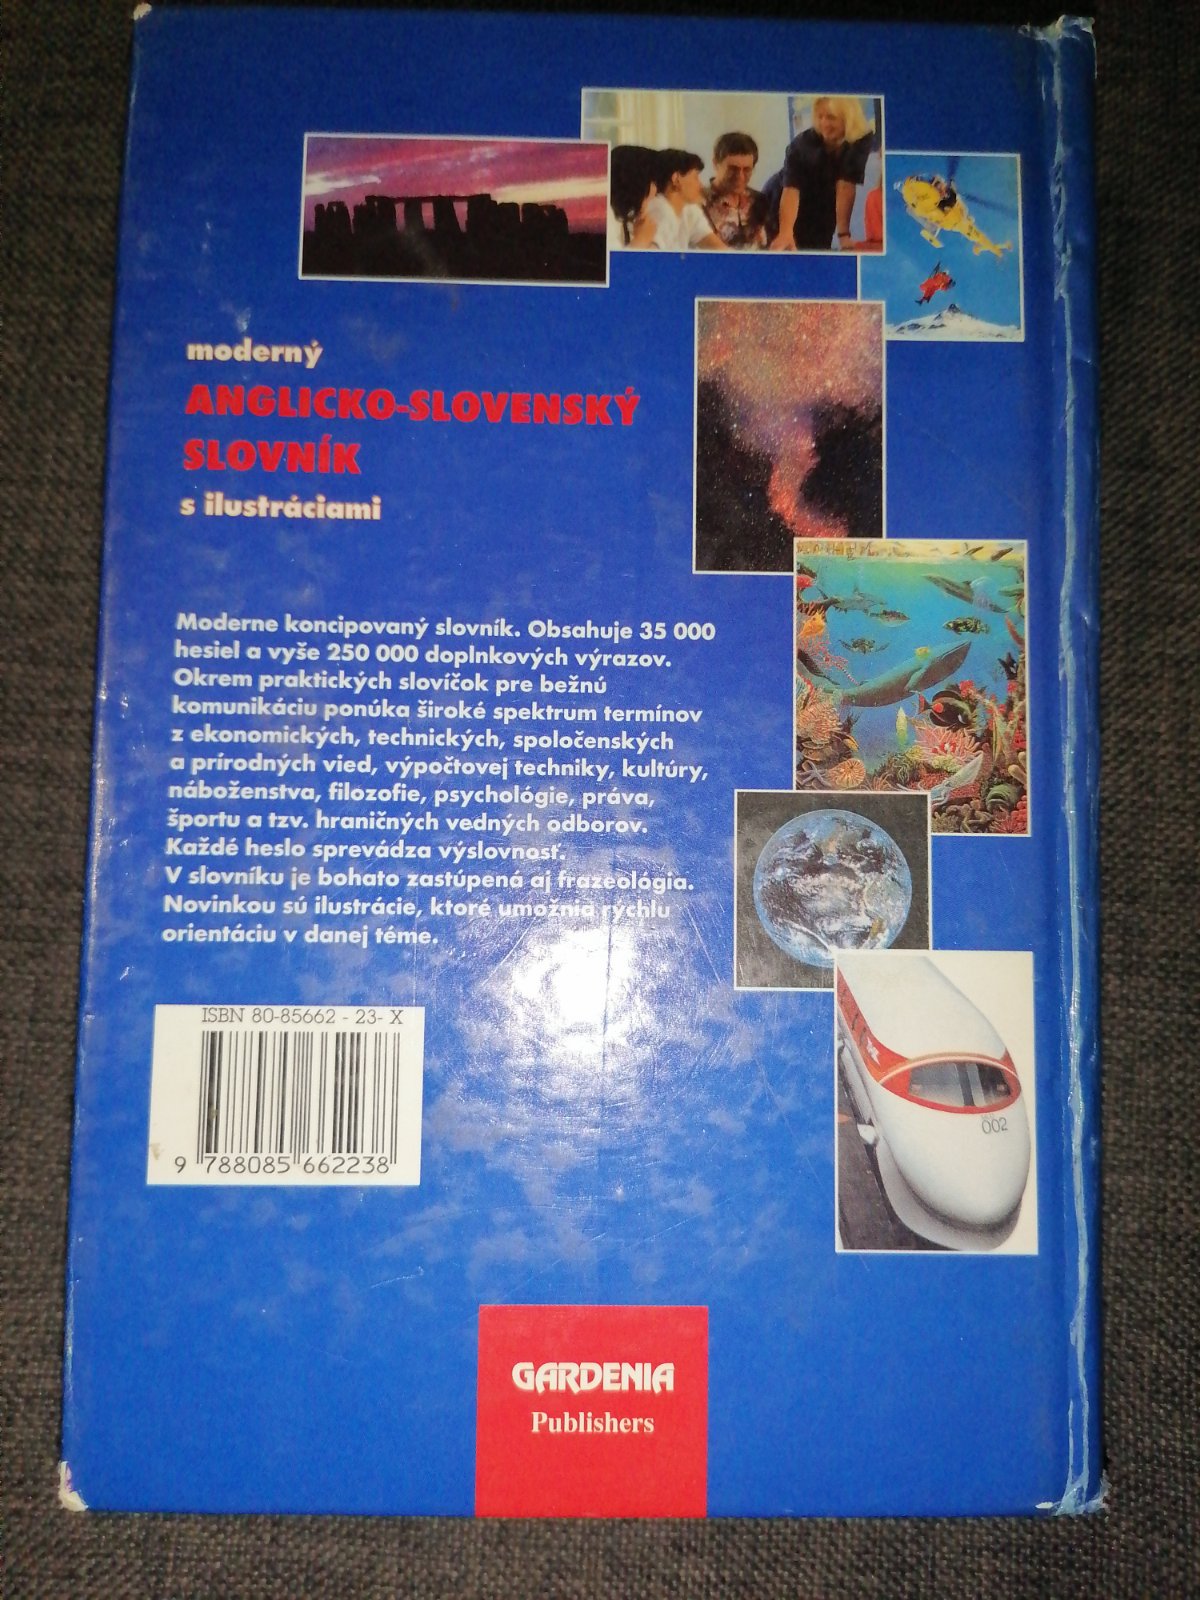 moderný
ANGLICKO-SLOVENSKÝ
SLOVNÍK
s ilustráciami
Moderne koncipovaný slovník. Obsahuje 35 000
hesiel a vyše 250 000 doplnkových výrazov.
Okrem praktických slovíčok pre bežnú
komunikáciu ponúka široké spektrum termínov
z ekonomických, technických, spoločenských
a prírodných vied, výpočtovej techniky, kultúry,
náboženstva, filozofie, psychológie, práva,
športu a tzv. hraničných vedných odborov.
Každé heslo sprevádza výslovnosť.
V slovníku je bohato zastúpená aj frazeológia.
Novinkou sú ilustrácie, ktoré umožnia rýchlu
orientáciu v danej téme.
ISBN 80-85662 - 23- X
9 788085 662238
002
GARDENIA
Publishers